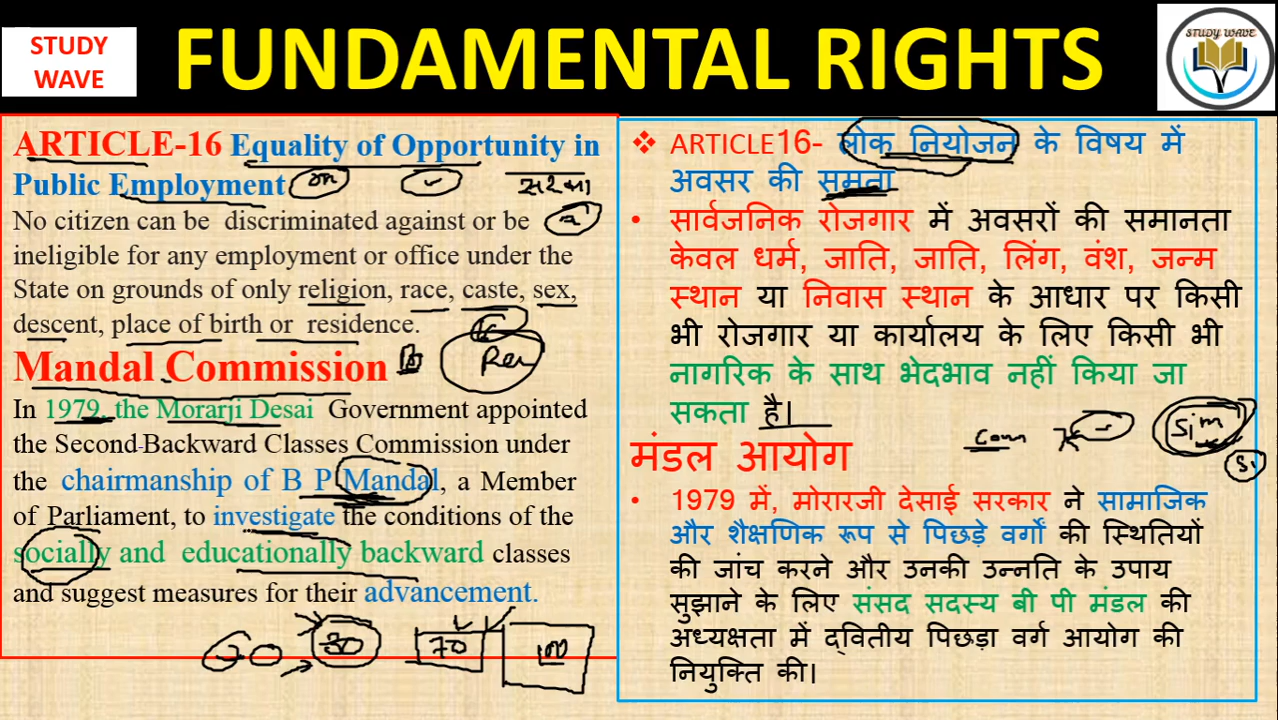 STUDY
WAVE
FUNDAMENTAL RIGHTS
STUDY WAVE
ARTICLE-16 Equality of Opportunity in
Public Employment
No citizen can be discriminated against or be
ineligible for any employment or office under the
State on grounds of only religion, race, caste, sex,
descent, place of birth or residence.
Mandal Commission
In 1979, the Morarji Desai Government appointed
the Second-Backward Classes Commission under
the chairmanship of B P Mandal, a Member
of Parliament, to investigate the conditions of the
socially and educationally backward classes
and suggest measures for their advancement.
30
70
100
❖ ARTICLE16- लोक नियोजन के विषय में
अवसर की समता
• सार्वजनिक रोजगार में अवसरों की समानता
केवल धर्म, जाति, जाति, लिंग, वंश, जन्म
स्थान या निवास स्थान के आधार पर किसी
भी रोजगार या कार्यालय के लिए किसी भी
नागरिक के साथ भेदभाव नहीं किया जा
सकता है।
Sim
मंडल आयोग
• 1979 में, मोरारजी देसाई सरकार ने सामाजिक
और शैक्षणिक रूप से पिछड़े वर्गों की स्थितियों
की जांच करने और उनकी उन्नति के उपाय
सुझाने के लिए संसद सदस्य बी पी मंडल की
अध्यक्षता में द्वितीय पिछड़ा वर्ग आयोग की
नियुक्ति की।